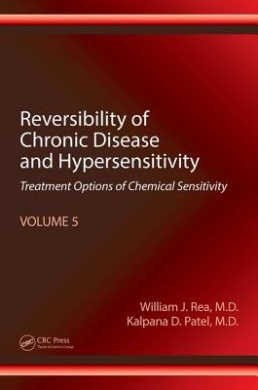 Reversibility of
Chronic Disease
and Hypersensitivity
Treatment Options of Chemical Sensitivity
VOLUME 5
William J. Rea, M.D.
Kalpana D. Patel, M.D.
CRC Press
Taylor & Francis Group